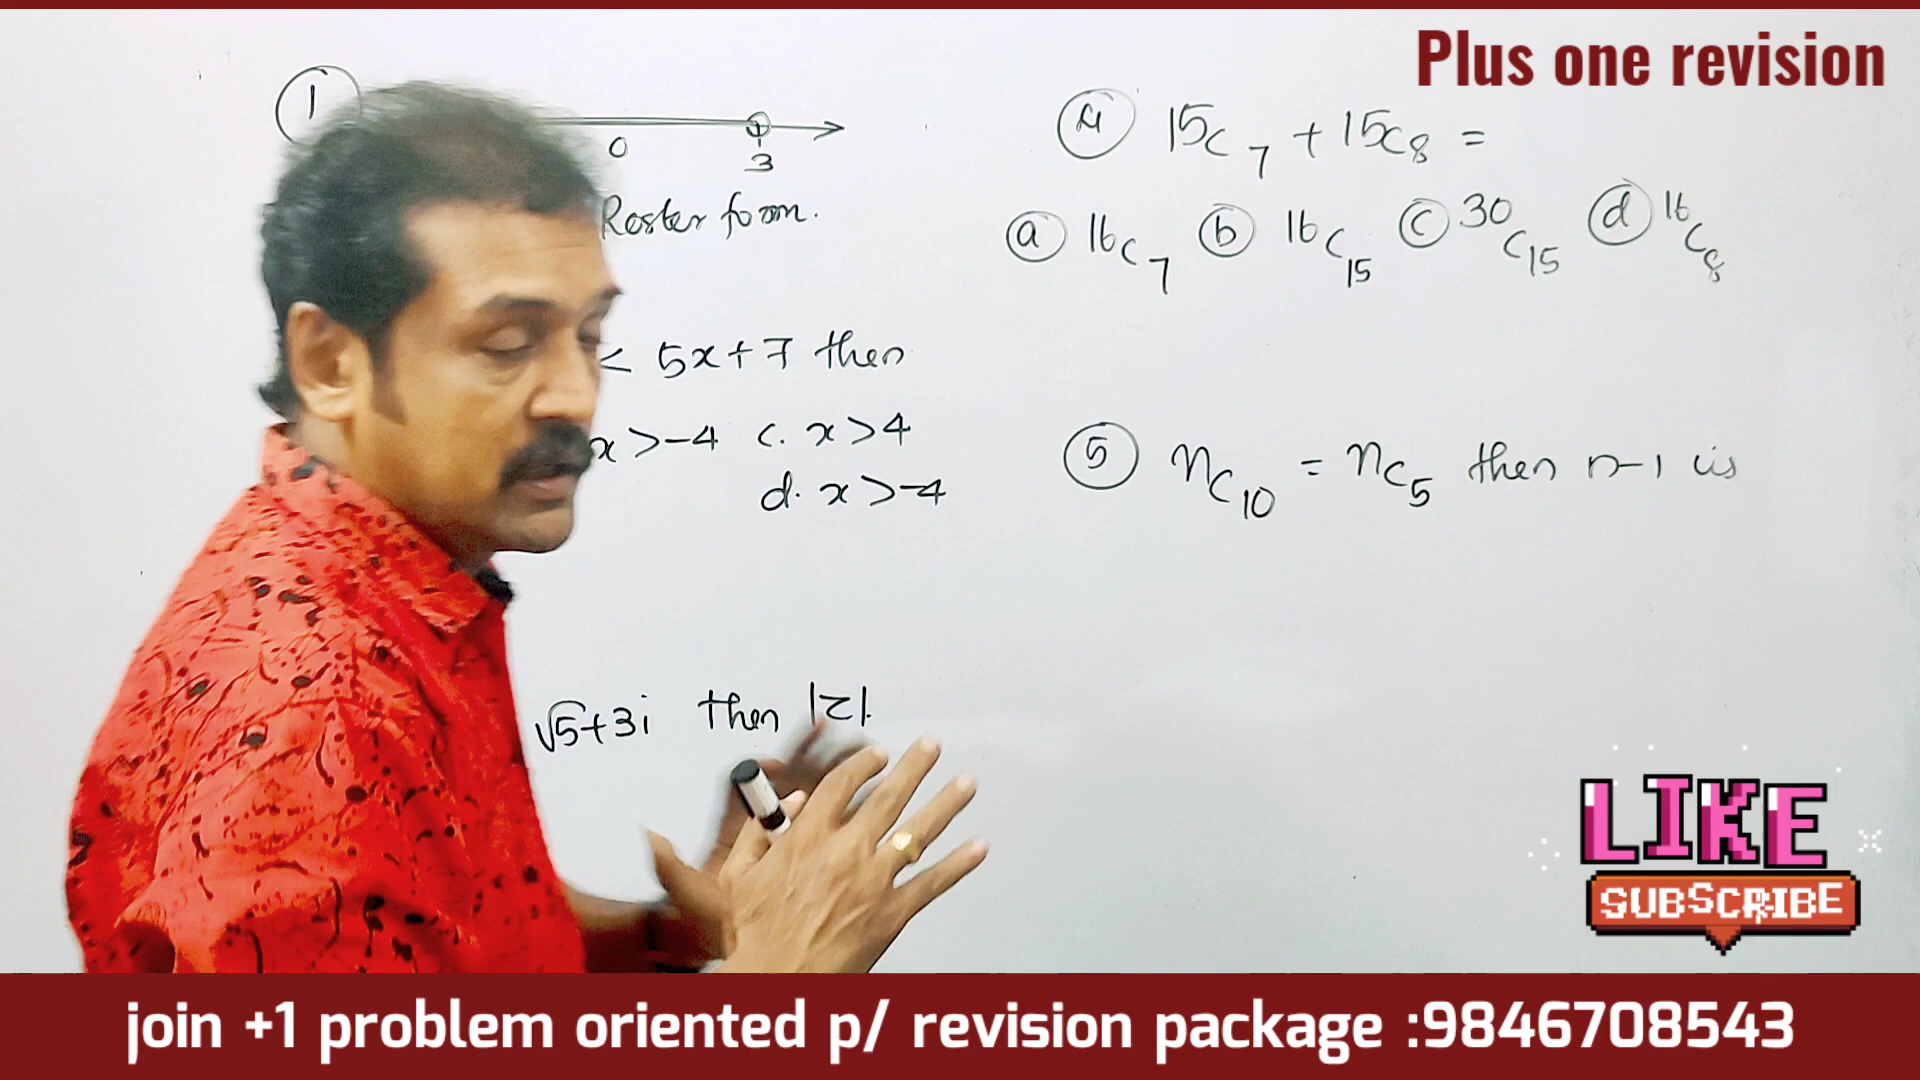 Plus one revision
1
0
3
Roster form.
< 5x+7 then
x >-4 c. x >4
d. x >-4
√5+3i then |z|.
4 15C7 + 15C8 =
a 16C7 b 16C15 c 30C15 d 16C8
5 nC10 = nC5 then n-1 is
LIKE
SUBSCRIBE
join +1 problem oriented p/ revision package :9846708543